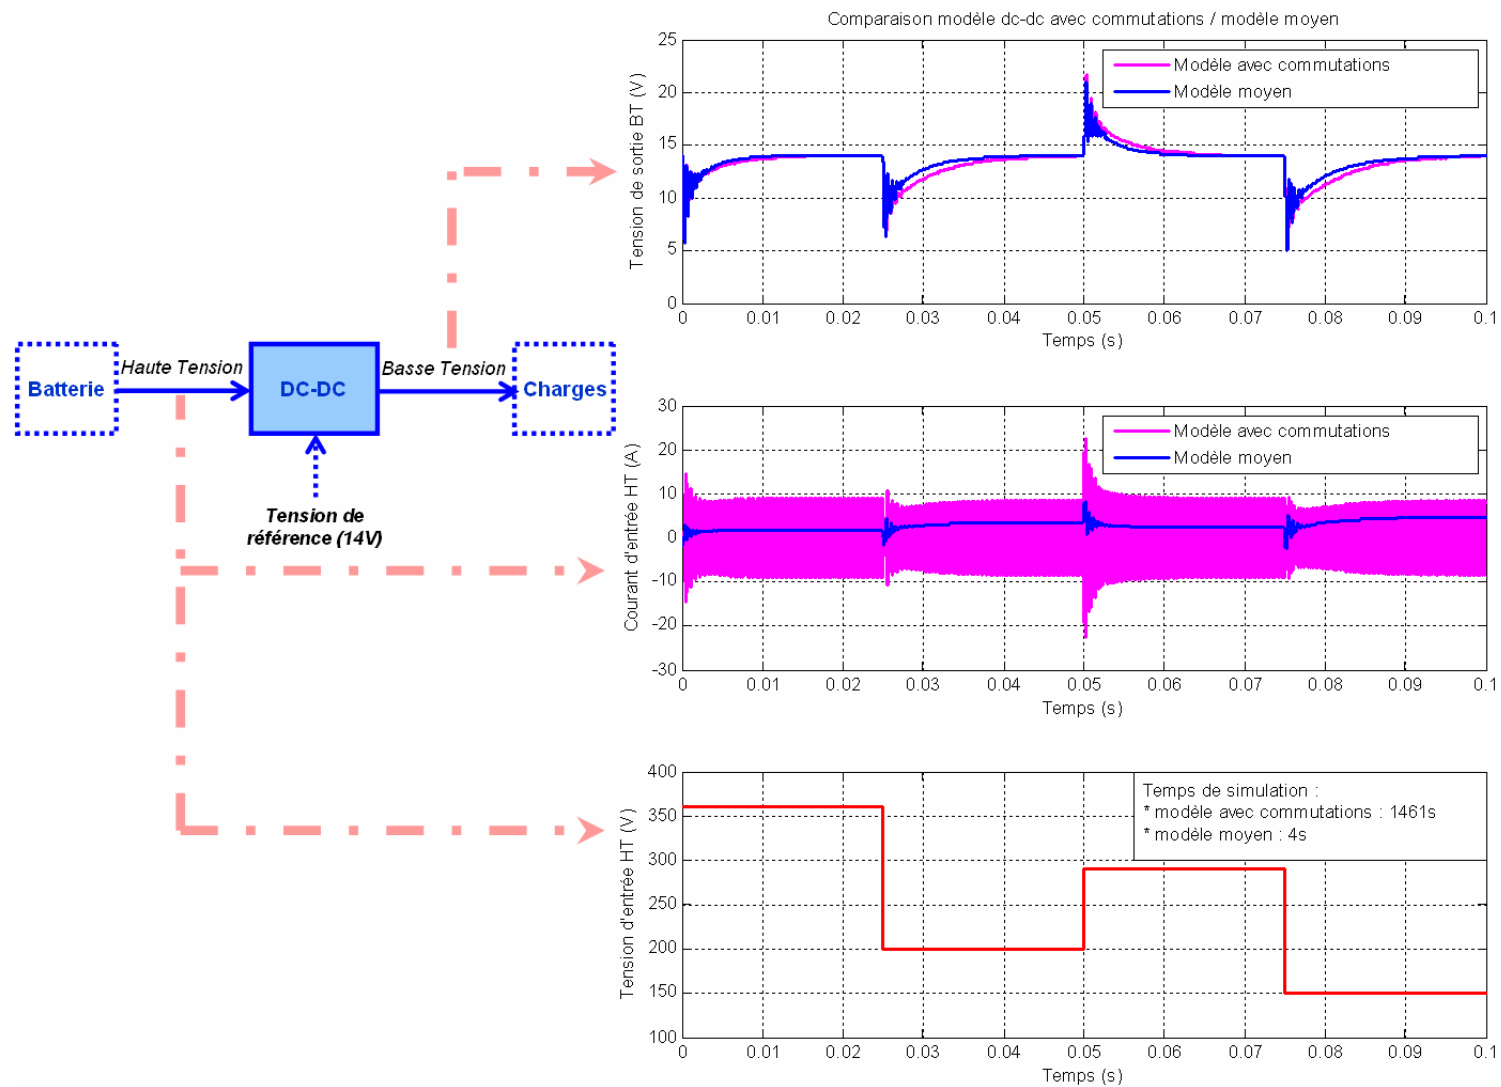 Comparaison modèle dc-dc avec commutations / modèle moyen
Tension de sortie BT (V)
25
20
15
10
5
0
Modèle avec commutations
Modèle moyen
0 0.01 0.02 0.03 0.04 0.05 0.06 0.07 0.08 0.09 0.1
Temps (s)
Batterie
Haute Tension
DC-DC
Basse Tension
Charges
Tension de
référence (14V)
Courant d'entrée HT (A)
30
20
10
0
-10
-20
-30
Modèle avec commutations
Modèle moyen
0 0.01 0.02 0.03 0.04 0.05 0.06 0.07 0.08 0.09 0.1
Temps (s)
Tension d'entrée HT (V)
400
350
300
250
200
150
100
Temps de simulation :
* modèle avec commutations : 1461s
* modèle moyen : 4s
0 0.01 0.02 0.03 0.04 0.05 0.06 0.07 0.08 0.09 0.1
Temps (s)